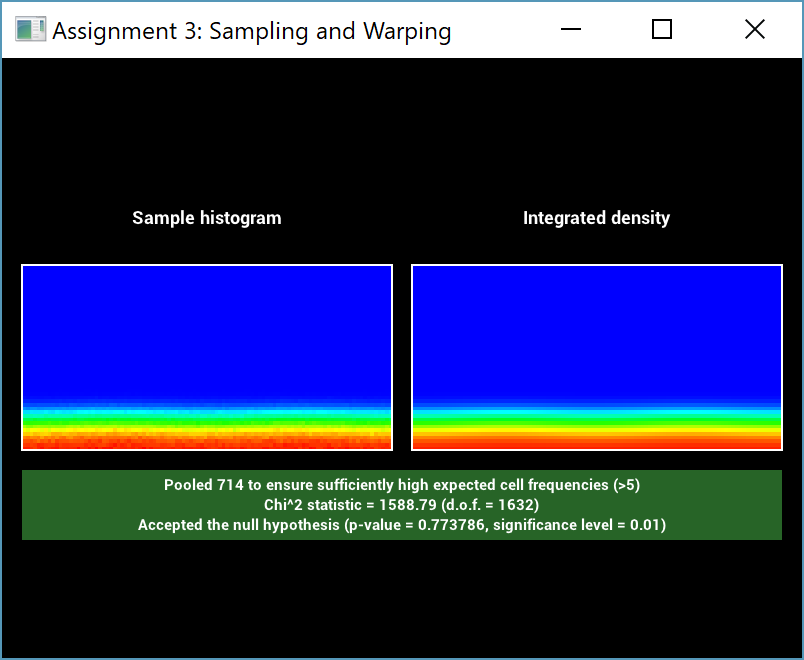 Assignment 3: Sampling and Warping
Sample histogram
Integrated density
Pooled 714 to ensure sufficiently high expected cell frequencies (>5)
Chi^2 statistic = 1588.79 (d.o.f. = 1632)
Accepted the null hypothesis (p-value = 0.773786, significance level = 0.01)